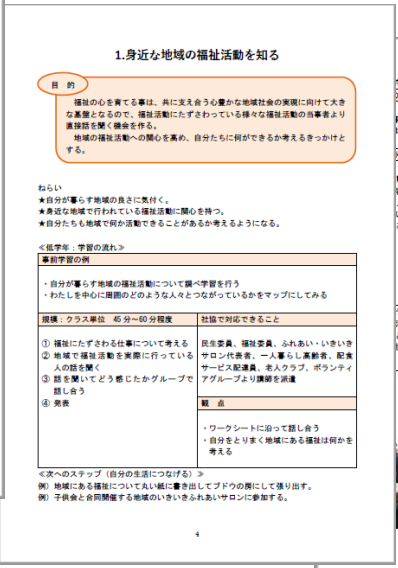 1.身近な地域の福祉活動を知る
目 的
福祉の心を育てる事は、共に支え合う心豊かな地域社会の実現に向けて大き
な基盤となるので、福祉活動にたずさわっている様々な福祉活動の当事者より
直接話を聞く機会を作る。
地域の福祉活動への関心を高め、自分たちに何ができるか考えるきっかけと
する。
ねらい
★自分が暮らす地域の良さに気付く。
★身近な地域で行われている福祉活動に関心を持つ。
★自分たちも地域で何か活動できることがあるか考えるようになる。
≪低学年：学習の流れ≫
事前学習の例
・自分が暮らす地域の福祉活動について調べ学習を行う
・わたしを中心に周囲のどのような人々とつながっているかをマップにしてみる
規模：クラス単位 45分～60分程度
① 福祉にたずさわる仕事について考える
② 地域で福祉活動を実際に行っている
人の話を聞く
③ 話を聞いてどう感じたかグループで
話し合う
④ 発表
社協で対応できること
民生委員、福祉委員、ふれあい・いきいき
サロン代表者、一人暮らし高齢者、配食
サービス配達員、老人クラブ、ボランティ
アグループより講師を派遣
観 点
・ワークシートに沿って話し合う
・自分をとりまく地域にある福祉は何かを
考える
≪次へのステップ（自分の生活につなげる）≫
例）地域にある福祉について丸い紙に書き出してブドウの房にして張り出す。
例）子供会と合同開催する地域のいきいきふれあいサロンに参加する。
4